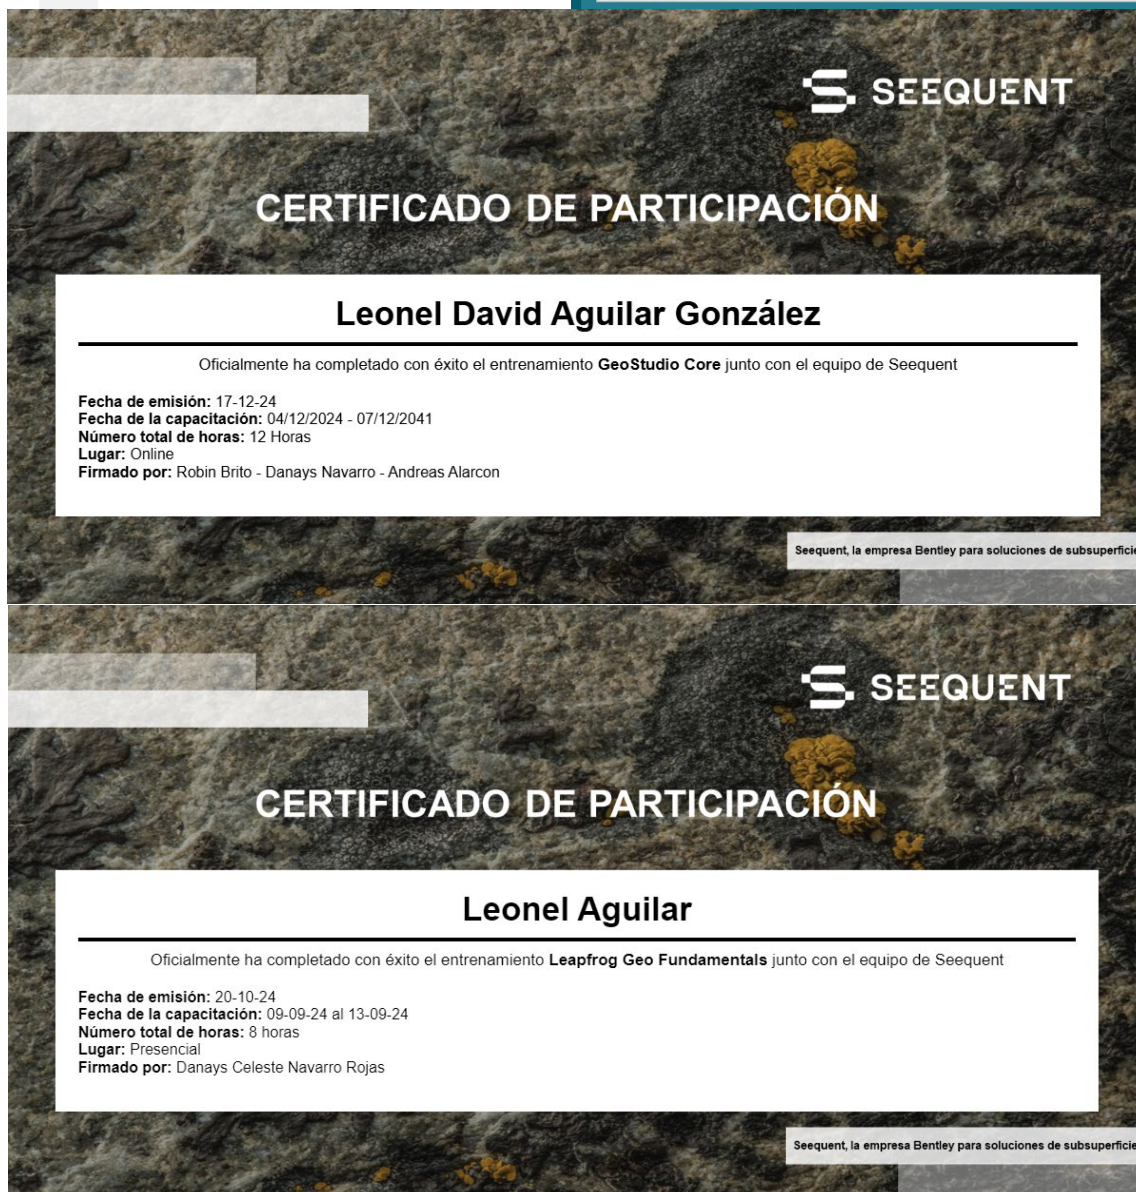 SEEQUENT
CERTIFICADO DE PARTICIPACIÓN
Leonel David Aguilar González
Oficialmente ha completado con éxito el entrenamiento GeoStudio Core junto con el equipo de Seequent
Fecha de emisión: 17-12-24
Fecha de la capacitación: 04/12/2024 - 07/12/2041
Número total de horas: 12 Horas
Lugar: Online
Firmado por: Robin Brito - Danays Navarro - Andreas Alarcon
Seequent, la empresa Bentley para soluciones de subsuperficie
SEEQUENT
CERTIFICADO DE PARTICIPACIÓN
Leonel Aguilar
Oficialmente ha completado con éxito el entrenamiento Leapfrog Geo Fundamentals junto con el equipo de Seequent
Fecha de emisión: 20-10-24
Fecha de la capacitación: 09-09-24 al 13-09-24
Número total de horas: 8 horas
Lugar: Presencial
Firmado por: Danays Celeste Navarro Rojas
Seequent, la empresa Bentley para soluciones de subsuperficie